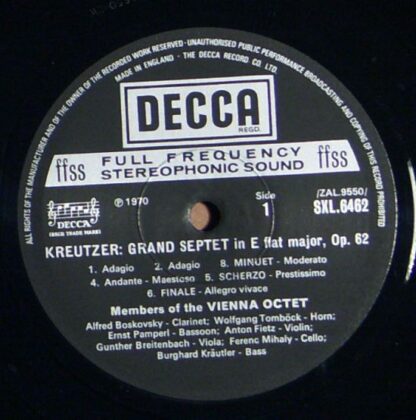 ALL RIGHTS OF THE MANUFACTURER AND OF THE OWNER OF THE RECORDED WORK RESERVED · UNAUTHORISED PUBLIC PERFORMANCE BROADCASTING AND COPYING OF THIS RECORD PROHIBITED
MADE IN ENGLAND · THE DECCA RECORD CO. LTD.
DECCA
REGD.
ffss FULL FREQUENCY STEREOPHONIC SOUND ffss
DECCA
(REGD TRADE MARK)
℗ 1970
Side
1
/ZAL.9550/
SXL.6462
KREUTZER: GRAND SEPTET in E flat major, Op. 62
1. Adagio 2. Adagio 8. MINUET - Moderato
4. Andante - Maestoso 5. SCHERZO - Prestissimo
6. FINALE - Allegro vivace
Members of the VIENNA OCTET
Alfred Boskovsky - Clarinet; Wolfgang Tomböck - Horn;
Ernst Pamperl - Bassoon; Anton Fietz - Violin;
Gunther Breitenbach - Viola; Ferenc Mihaly - Cello;
Burghard Kräutler - Bass